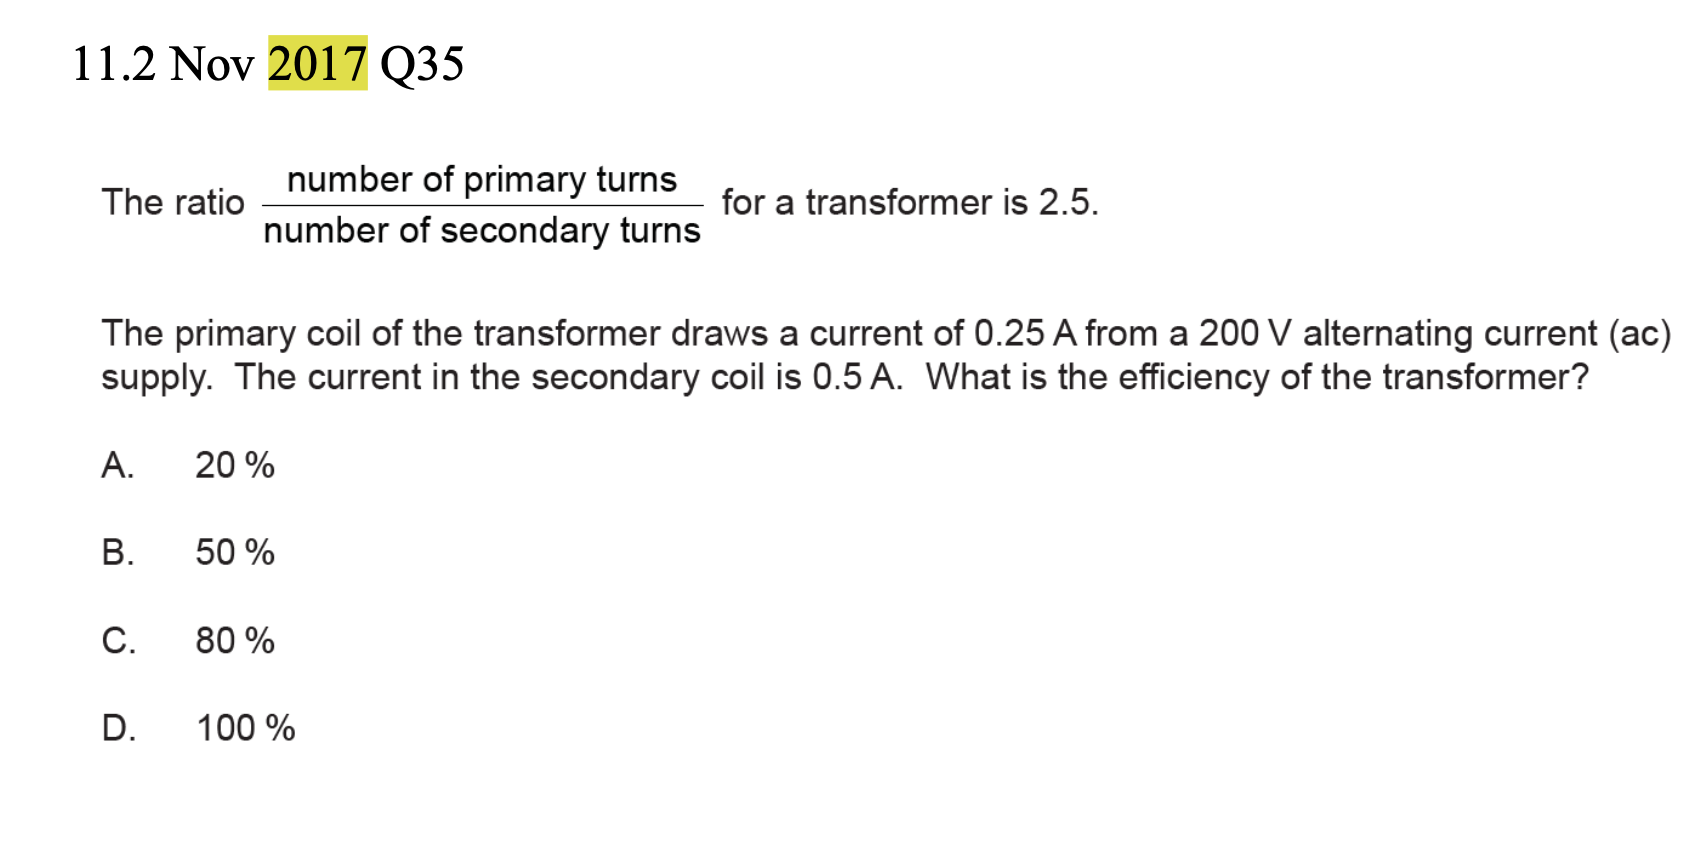 11.2 Nov 2017 Q35
The ratio number of primary turns / number of secondary turns for a transformer is 2.5.
The primary coil of the transformer draws a current of 0.25 A from a 200 V alternating current (ac)
supply. The current in the secondary coil is 0.5 A. What is the efficiency of the transformer?
A. 20 %
B. 50 %
C. 80 %
D. 100 %